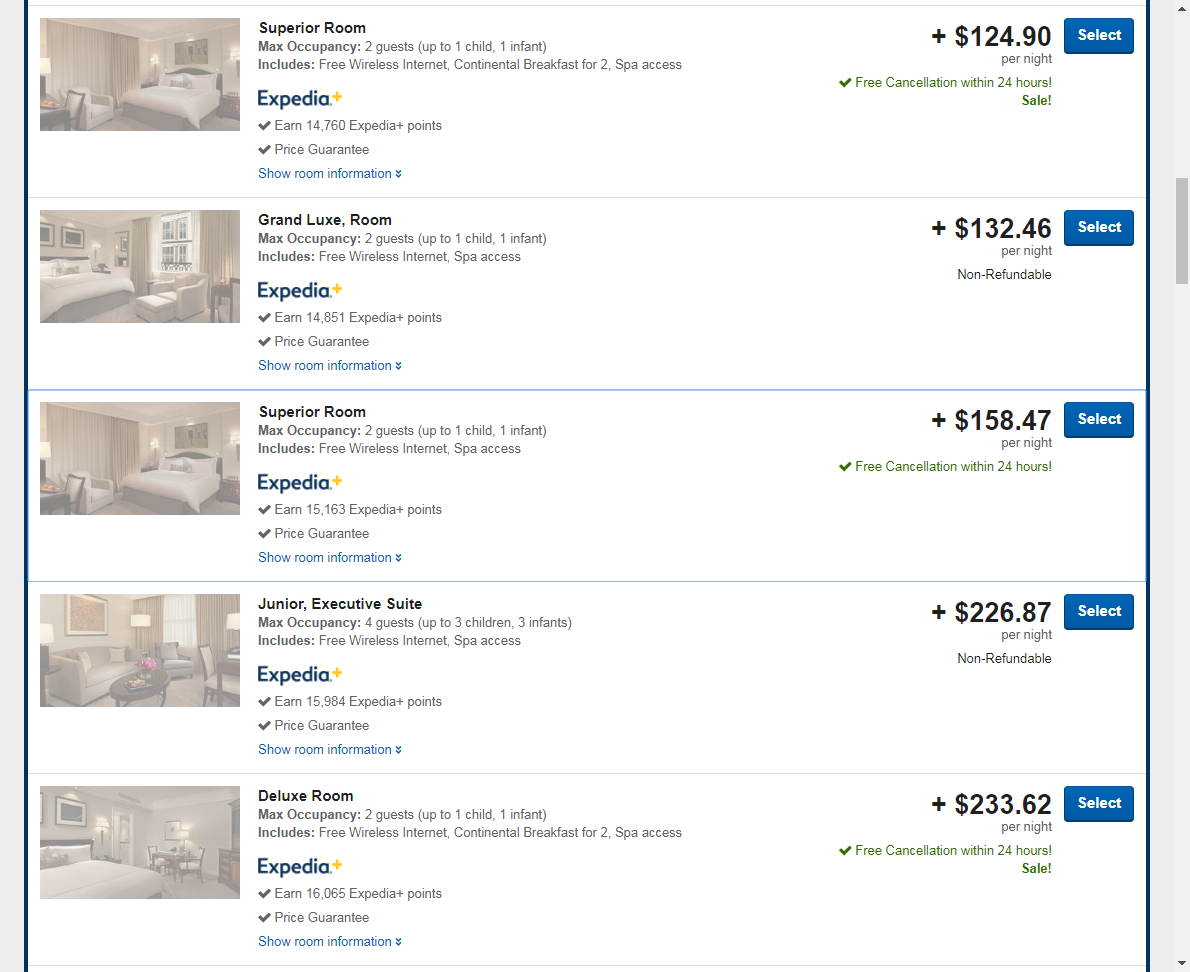 Superior Room
Max Occupancy: 2 guests (up to 1 child, 1 infant)
Includes: Free Wireless Internet, Continental Breakfast for 2, Spa access
Expedia+
Earn 14,760 Expedia+ points
Price Guarantee
Show room information
+ $124.90
per night
Free Cancellation within 24 hours!
Sale!
Select
Grand Luxe, Room
Max Occupancy: 2 guests (up to 1 child, 1 infant)
Includes: Free Wireless Internet, Spa access
Expedia+
Earn 14,851 Expedia+ points
Price Guarantee
Show room information
+ $132.46
per night
Non-Refundable
Select
Superior Room
Max Occupancy: 2 guests (up to 1 child, 1 infant)
Includes: Free Wireless Internet, Spa access
Expedia+
Earn 15,163 Expedia+ points
Price Guarantee
Show room information
+ $158.47
per night
Free Cancellation within 24 hours!
Select
Junior, Executive Suite
Max Occupancy: 4 guests (up to 3 children, 3 infants)
Includes: Free Wireless Internet, Spa access
Expedia+
Earn 15,984 Expedia+ points
Price Guarantee
Show room information
+ $226.87
per night
Non-Refundable
Select
Deluxe Room
Max Occupancy: 2 guests (up to 1 child, 1 infant)
Includes: Free Wireless Internet, Continental Breakfast for 2, Spa access
Expedia+
Earn 16,065 Expedia+ points
Price Guarantee
Show room information
+ $233.62
per night
Free Cancellation within 24 hours!
Sale!
Select